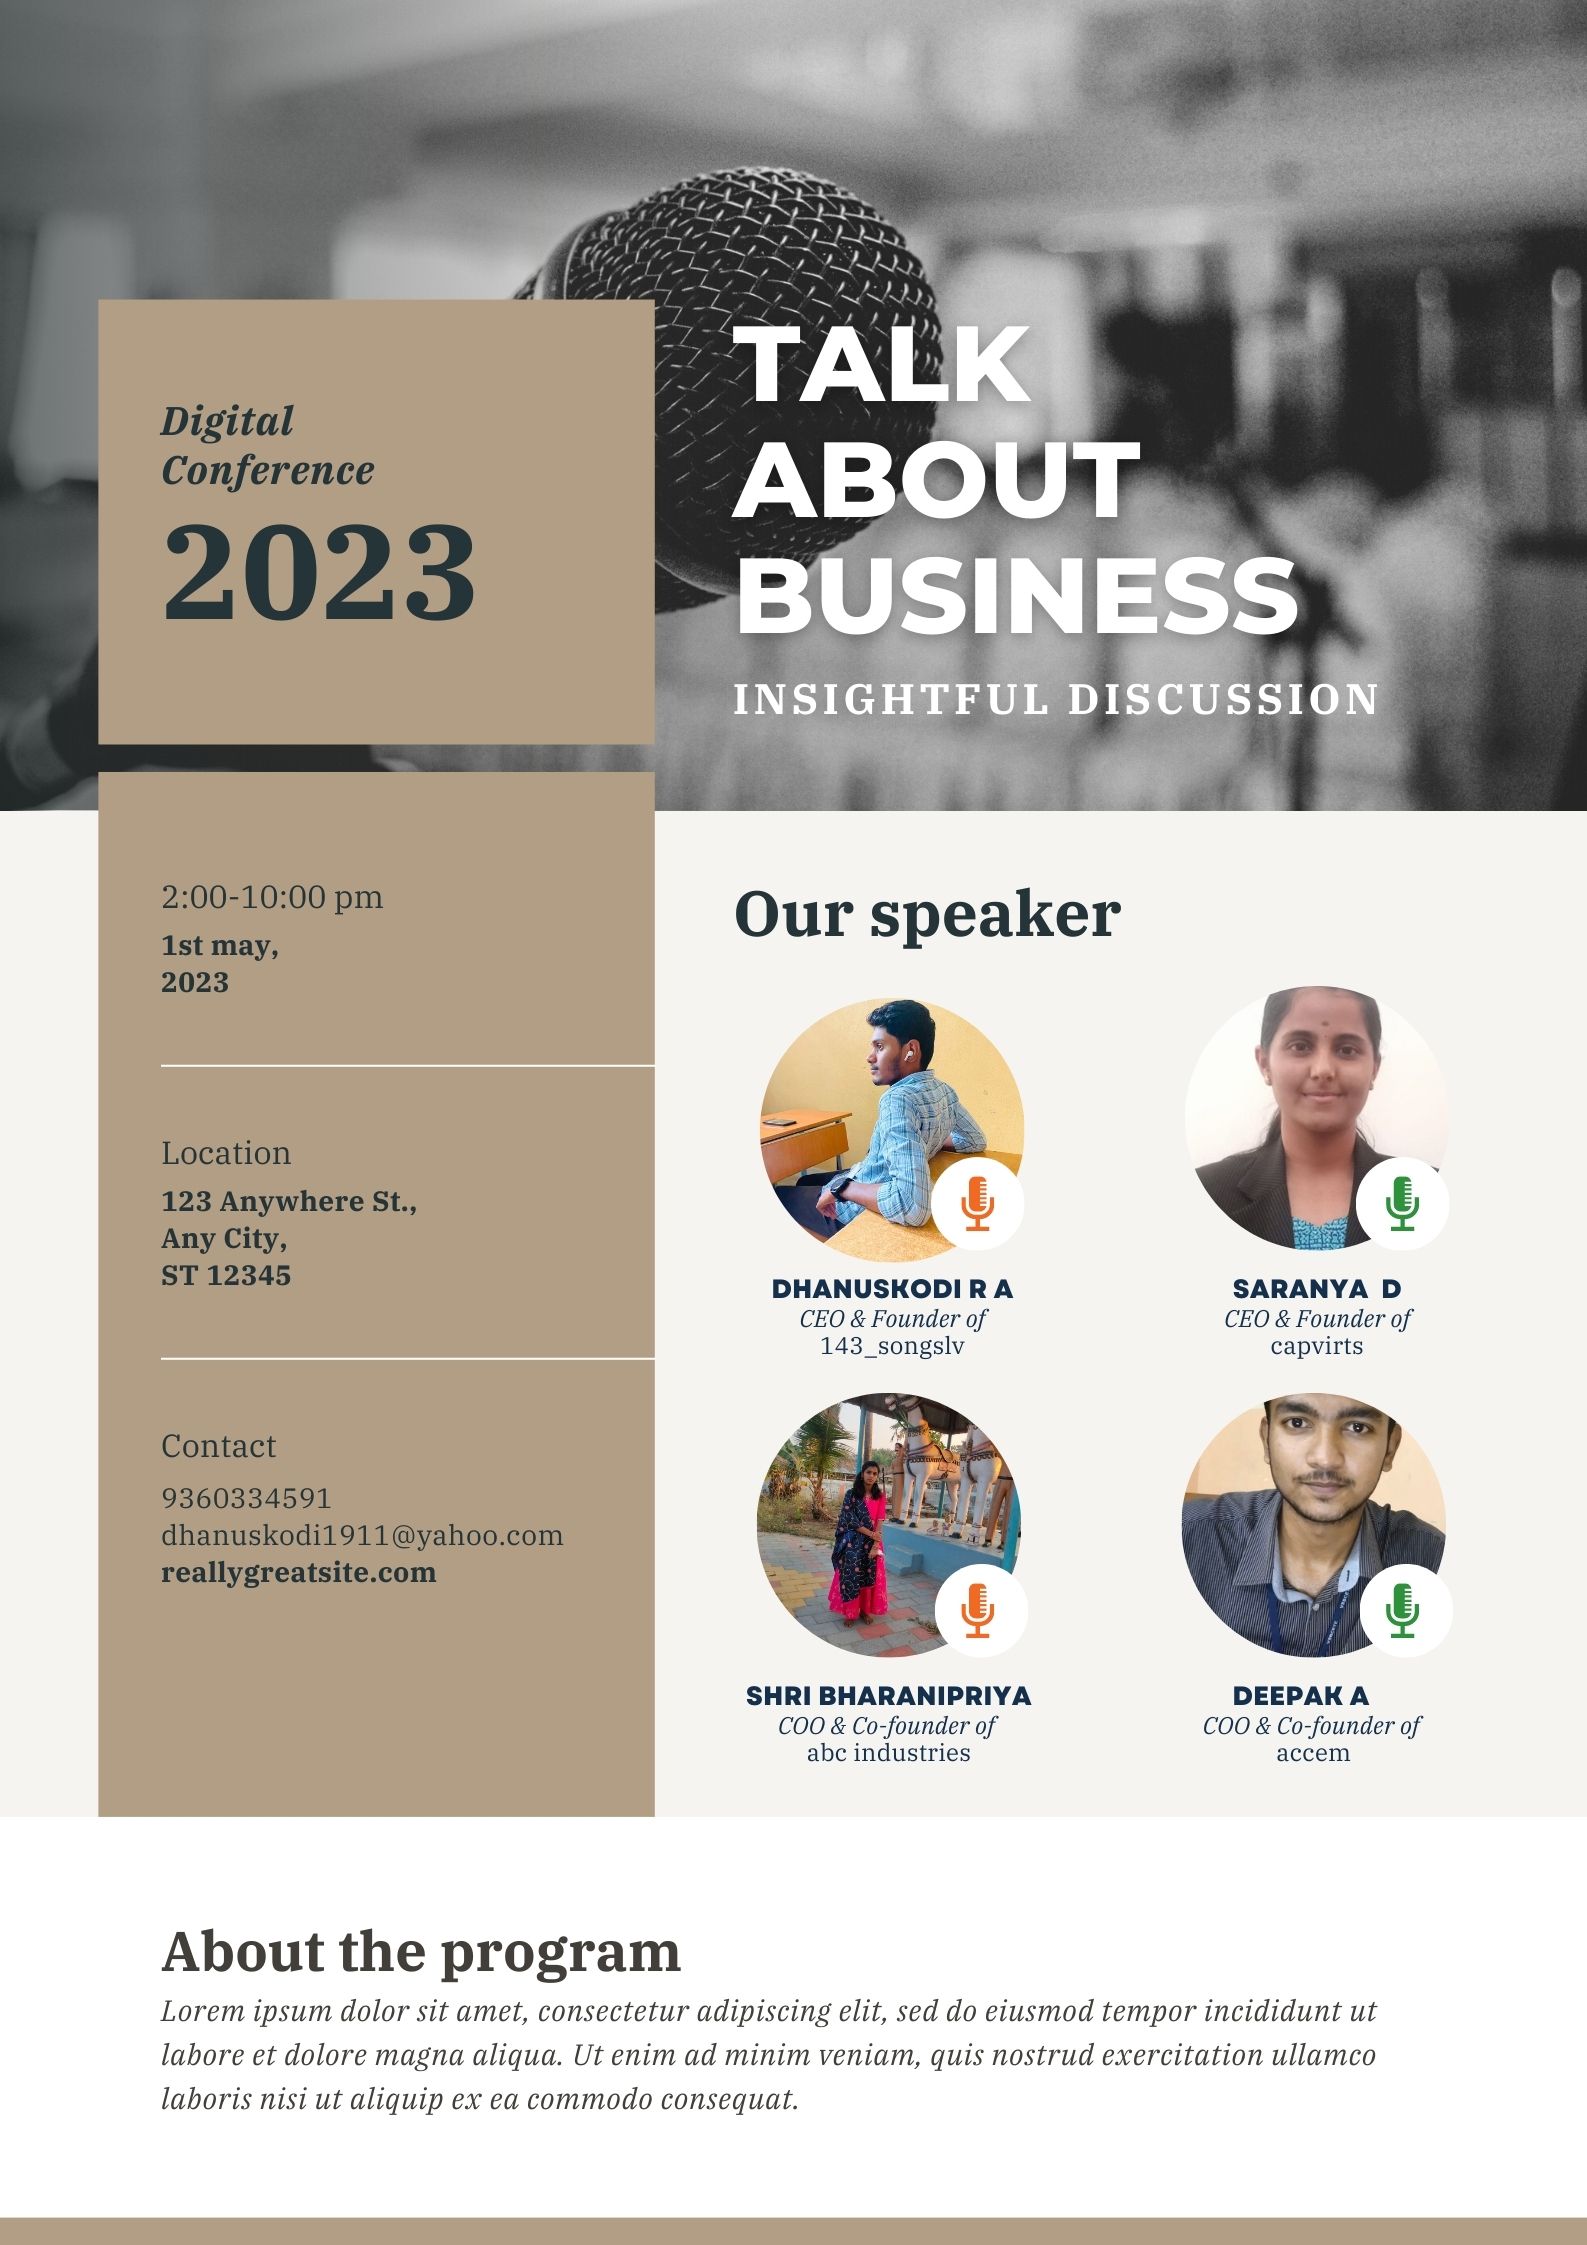 Digital
Conference
2023
TALK
ABOUT
BUSINESS
INSIGHTFUL DISCUSSION
2:00-10:00 pm
1st may,
2023
Location
123 Anywhere St.,
Any City,
ST 12345
Contact
9360334591
dhanuskodi1911@yahoo.com
reallygreatsite.com
Our speaker
DHANUSKODI R A
CEO & Founder of
143_songslv
SARANYA D
CEO & Founder of
capvirts
SHRI BHARANIPRIYA
COO & Co-founder of
abc industries
DEEPAK A
COO & Co-founder of
accem
About the program
Lorem ipsum dolor sit amet, consectetur adipiscing elit, sed do eiusmod tempor incididunt ut
labore et dolore magna aliqua. Ut enim ad minim veniam, quis nostrud exercitation ullamco
laboris nisi ut aliquip ex ea commodo consequat.